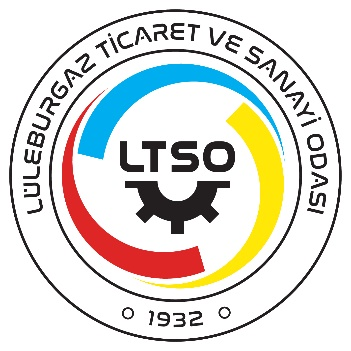 LÜLEBURGAZ TİCARET VE SANAYİ ODASI
LTSO
1932